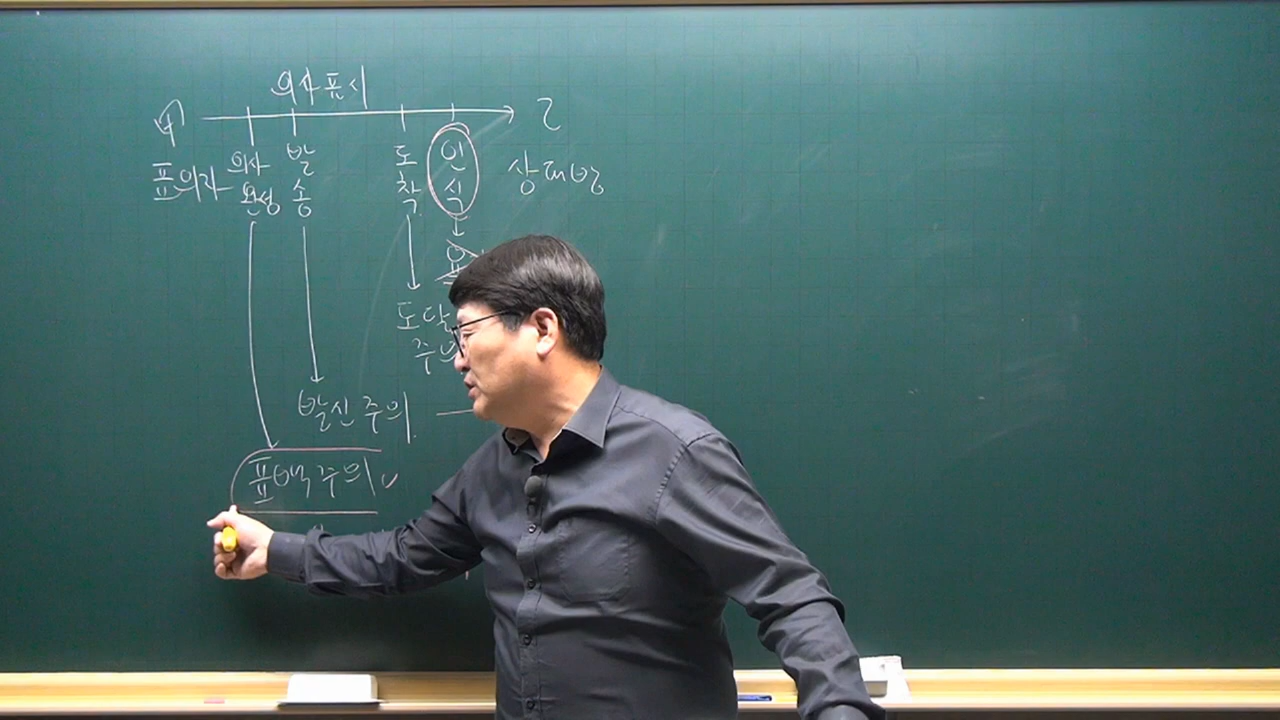 의사표시
甲 乙
표의자 의사완성 발송 도착 인식 상대방
도달
주의
발신주의
표백주의